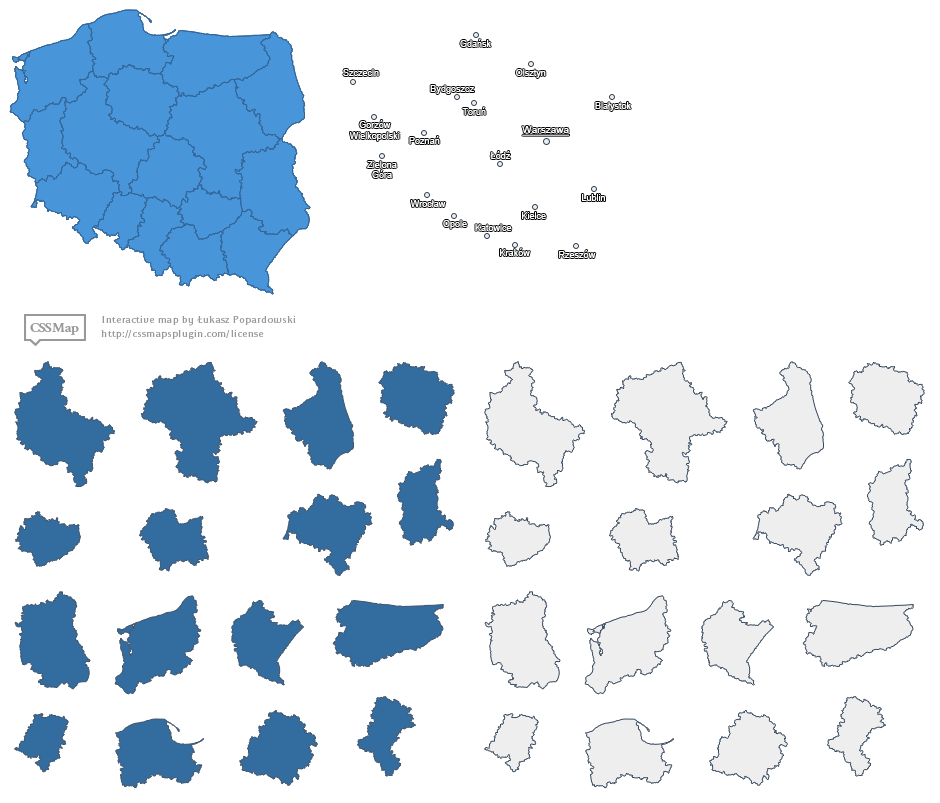 Gdańsk
Szczecin
Olsztyn
Bydgoszcz
Toruń
Białystok
Gorzów
Wielkopolski
Poznań
Warszawa
Zielona
Góra
Łódź
Wrocław
Lublin
Opole
Kielce
Katowice
Kraków
Rzeszów
CSSMap
Interactive map by Łukasz Popardowski
http://cssmapsplugin.com/license